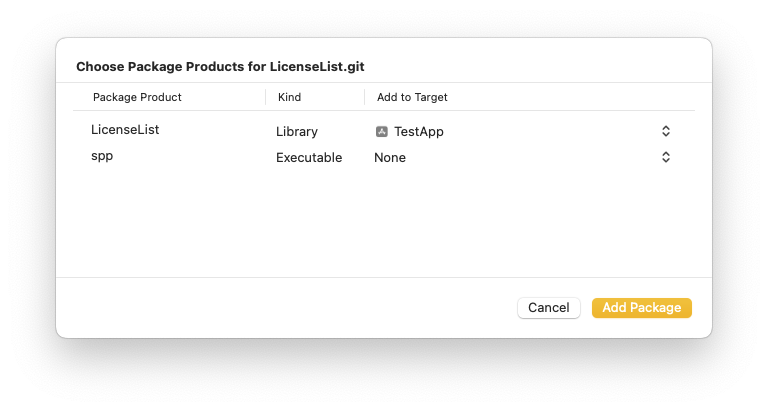 Choose Package Products for LicenseList.git
Package Product Kind Add to Target
LicenseList Library TestApp
spp Executable None
Cancel Add Package